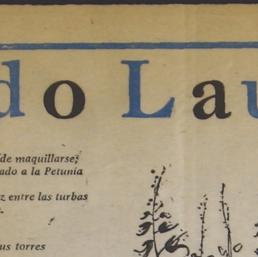 do Lau
de maquillarse;
ado a la Petunia
z entre las turbas
us torres